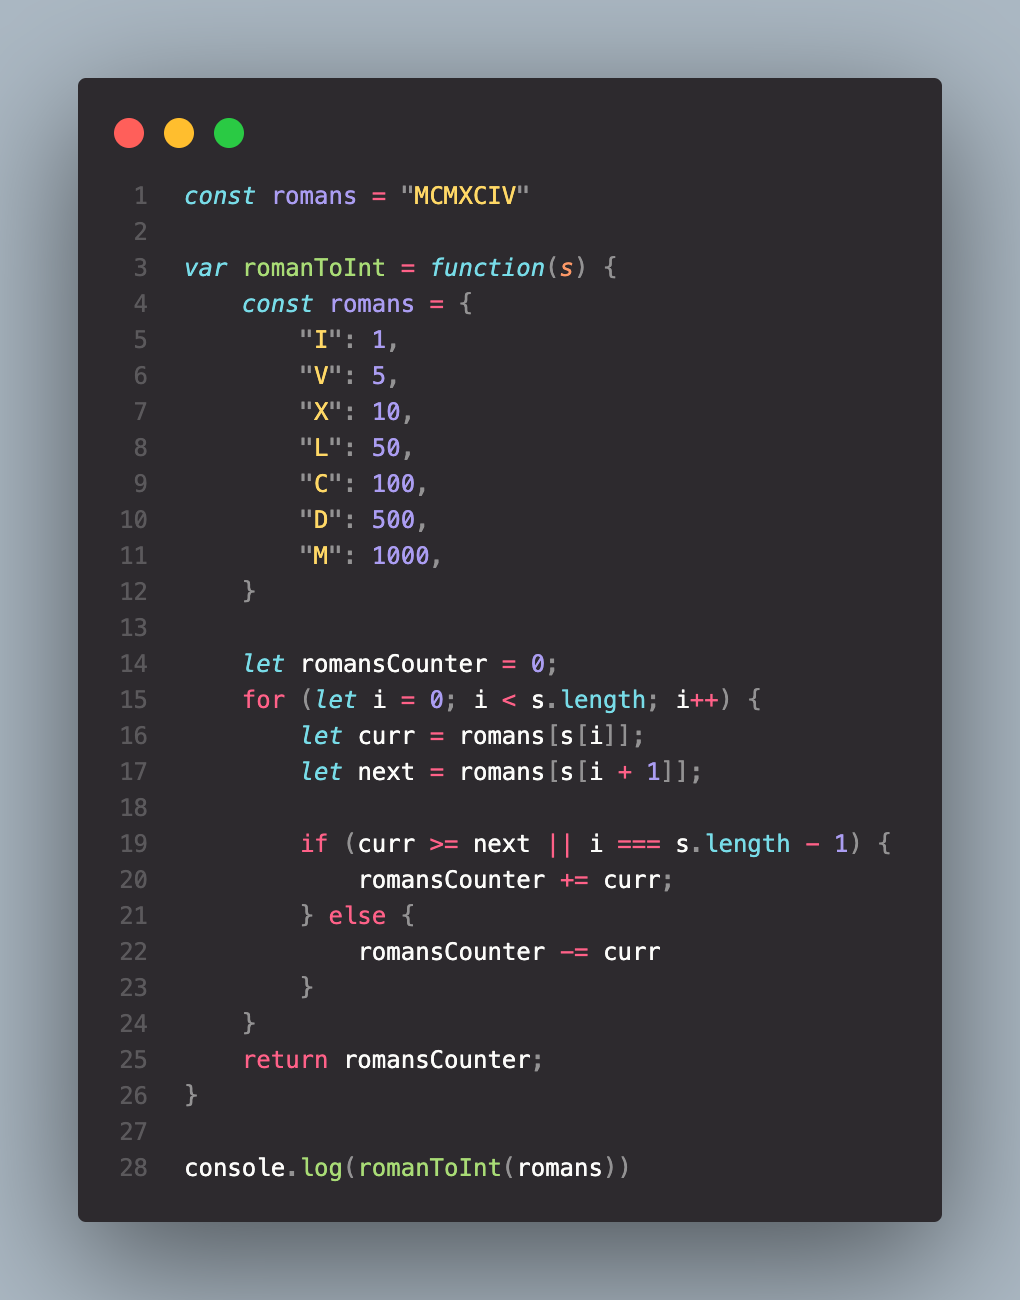 1 const romans = "MCMXCIV"
2
3 var romanToInt = function(s) {
4     const romans = {
5         "I": 1,
6         "V": 5,
7         "X": 10,
8         "L": 50,
9         "C": 100,
10         "D": 500,
11         "M": 1000,
12     }
13
14     let romansCounter = 0;
15     for (let i = 0; i < s.length; i++) {
16         let curr = romans[s[i]];
17         let next = romans[s[i + 1]];
18
19         if (curr >= next || i === s.length - 1) {
20             romansCounter += curr;
21         } else {
22             romansCounter -= curr
23         }
24     }
25     return romansCounter;
26 }
27
28 console.log(romanToInt(romans))